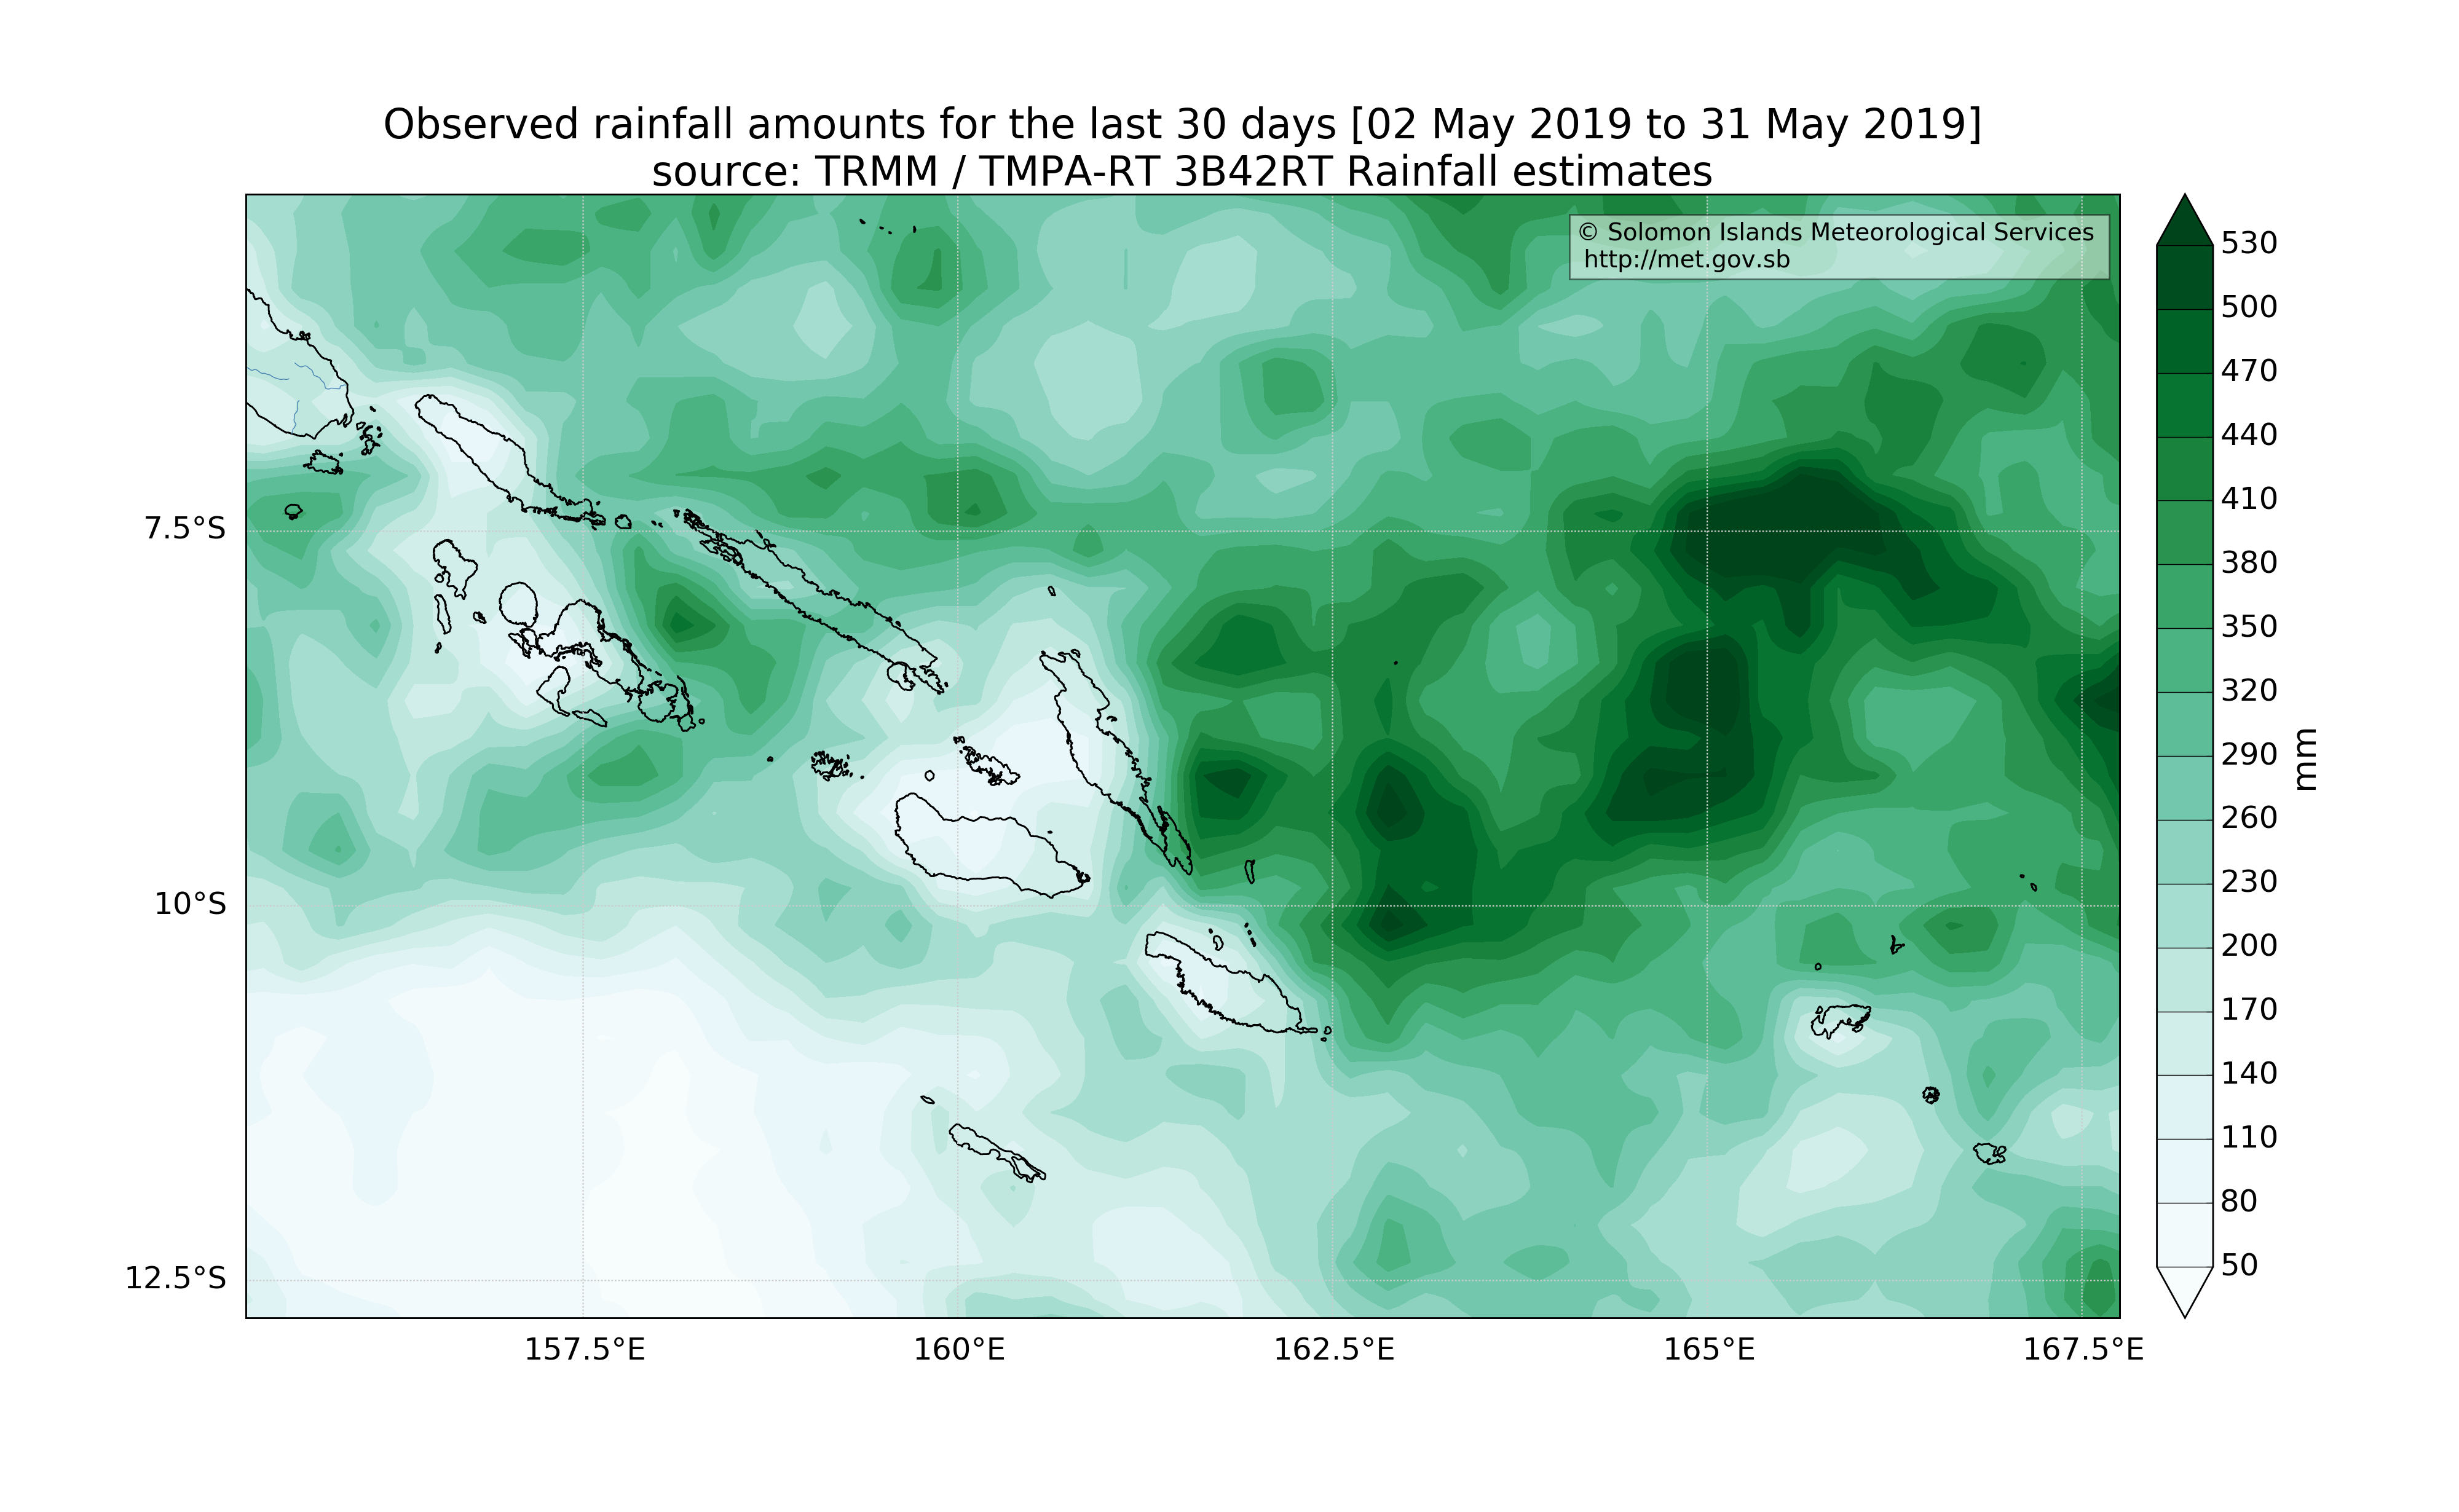 Observed rainfall amounts for the last 30 days [02 May 2019 to 31 May 2019]
source: TRMM / TMPA-RT 3B42RT Rainfall estimates
© Solomon Islands Meteorological Services
http://met.gov.sb
7.5°S
10°S
12.5°S
157.5°E
160°E
162.5°E
165°E
167.5°E
530
500
470
440
410
380
350
320
290
260
230
200
170
140
110
80
50
mm